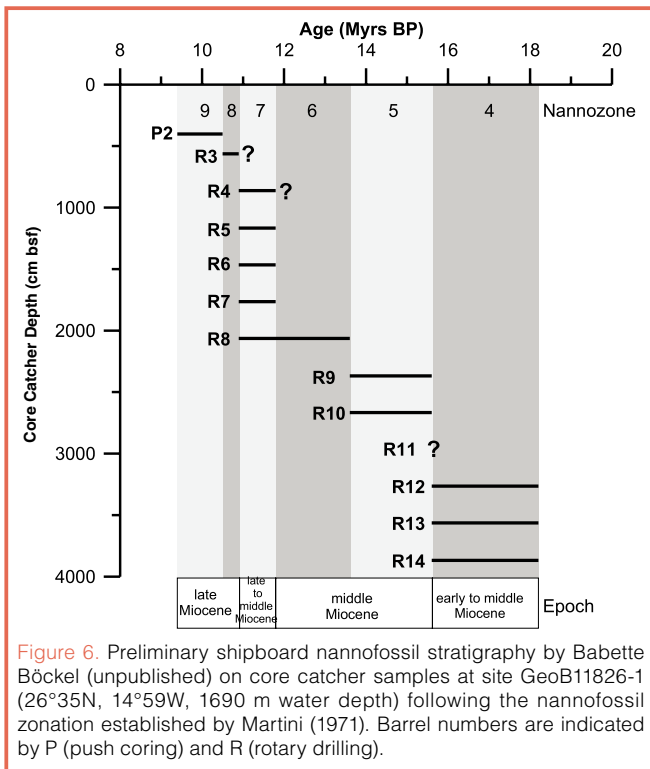 Age (Myrs BP)
8 10 12 14 16 18 20
0
9 8 7 6 5 4 Nannozone
P2
R3 ?
R4 ?
1000
R5
R6
R7
2000
R8
R9
R10
R11 ?
3000
R12
R13
R14
4000
Core Catcher Depth (cm bsf)
late
Miocene
late
to
middle
Miocene
middle
Miocene
early to middle
Miocene
Epoch
Figure 6. Preliminary shipboard nannofossil stratigraphy by Babette
Böckel (unpublished) on core catcher samples at site GeoB11826-1
(26°35N, 14°59W, 1690 m water depth) following the nannofossil
zonation established by Martini (1971). Barrel numbers are indicated
by P (push coring) and R (rotary drilling).